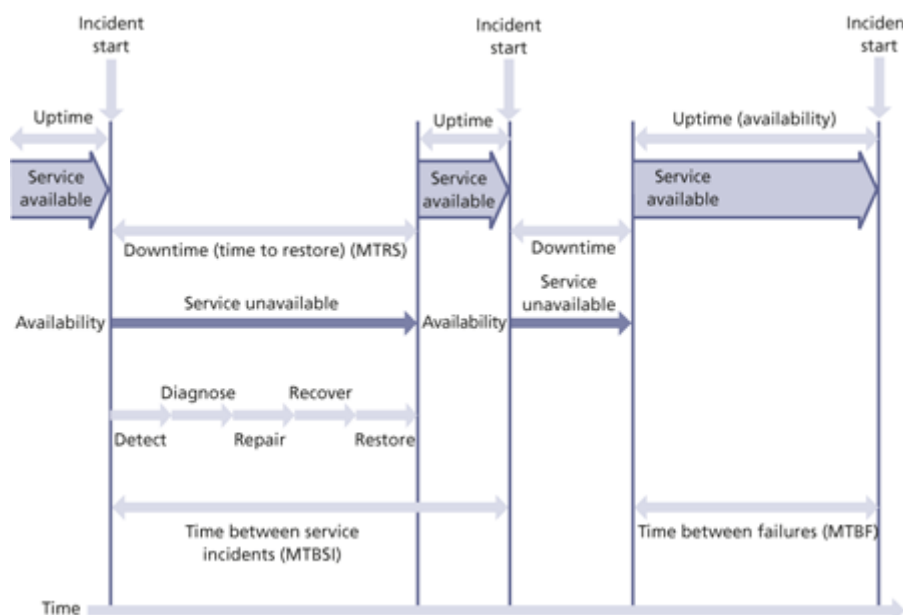 Incident
start
Incident
start
Incident
start
Uptime
Uptime
Uptime (availability)
Service
available
Service
available
Service
available
Downtime (time to restore) (MTRS)
Downtime
Service unavailable
Service
unavailable
Availability
Availability
Diagnose
Recover
Detect
Repair
Restore
Time between service
incidents (MTBSI)
Time between failures (MTBF)
Time